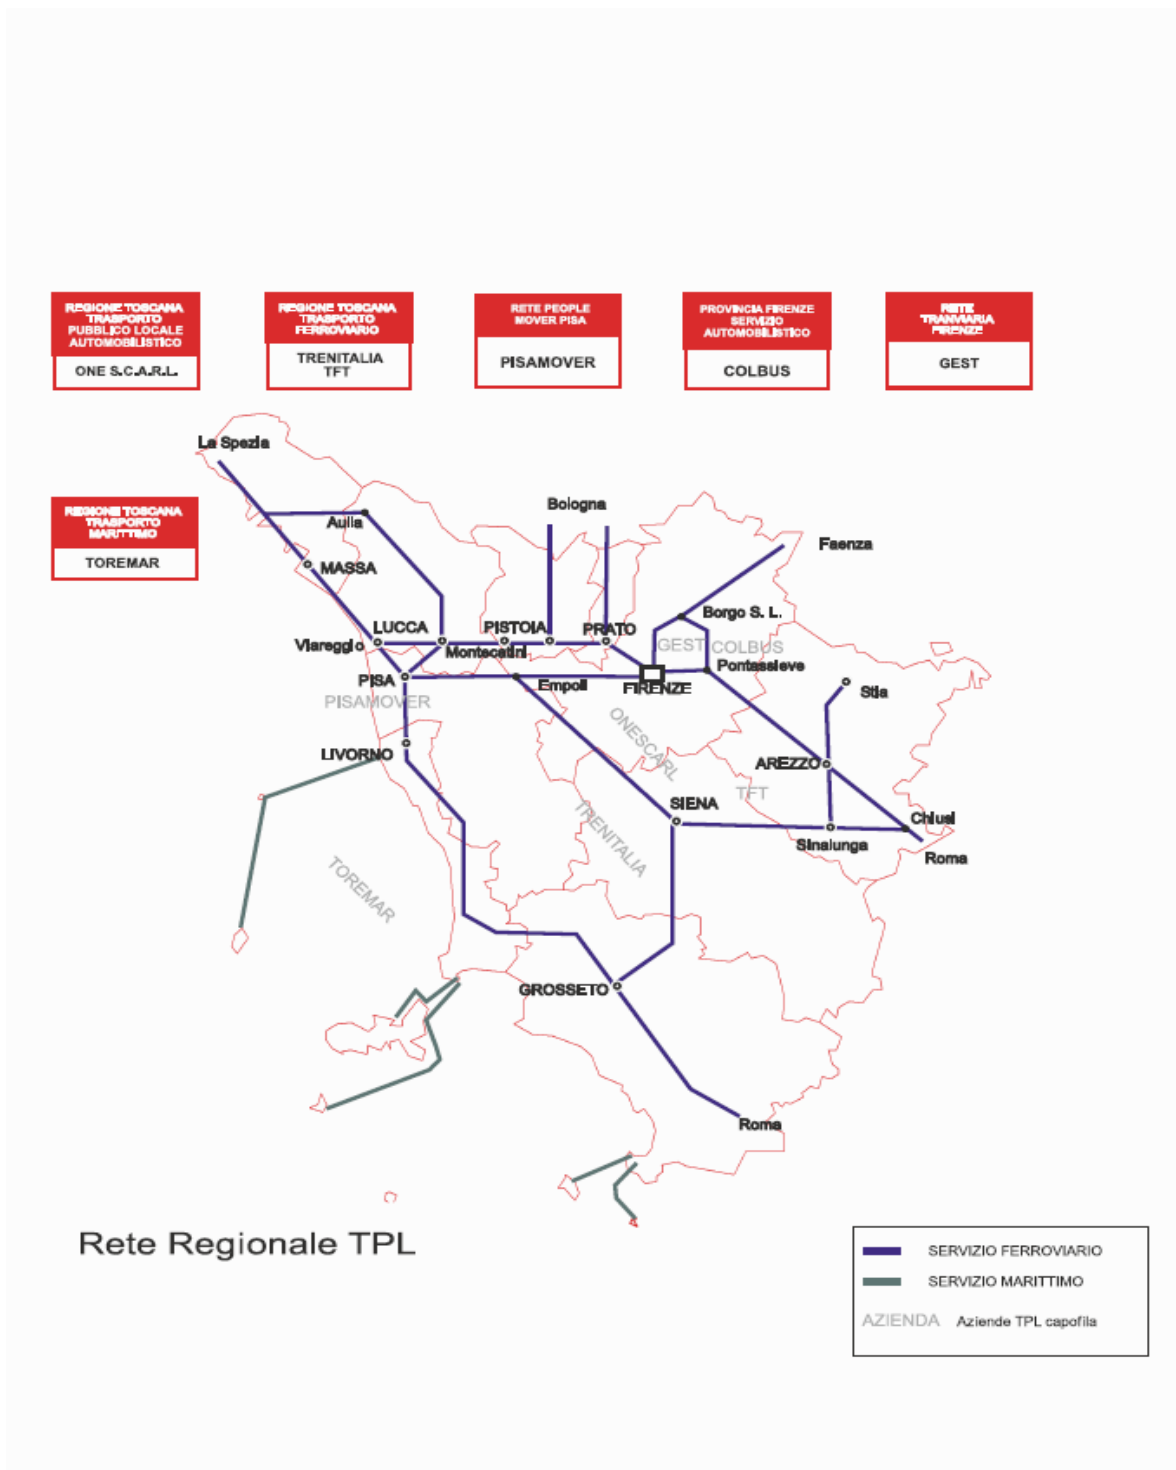 REGIONE TOSCANA
TRASPORTO
PUBBLICO LOCALE
AUTOMOBILISTICO
ONE S.C.A.R.L.
REGIONE TOSCANA
TRASPORTO
FERROVIARIO
TRENITALIA
TFT
RETE PEOPLE
MOVER PISA
PISAMOVER
PROVINCIA FIRENZE
SERVIZIO
AUTOMOBILISTICO
COLBUS
RETE
TRANVIARIA
FIRENZE
GEST
REGIONE TOSCANA
TRASPORTO
MARITTIMO
TOREMAR
La Spezia
Bologna
Aulla
Faenza
MASSA
Borgo S. L.
LUCCA
PISTOIA
PRATO
Viareggio
Montecatini
GEST
COLBUS
Pontassieve
PISA
Empoli
FIRENZE
Stia
PISAMOVER
ONESCARL
LIVORNO
AREZZO
TFT
SIENA
TRENITALIA
Chiusi
Sinalunga
Roma
TOREMAR
GROSSETO
Roma
Rete Regionale TPL
SERVIZIO FERROVIARIO
SERVIZIO MARITTIMO
AZIENDA Aziende TPL capofila